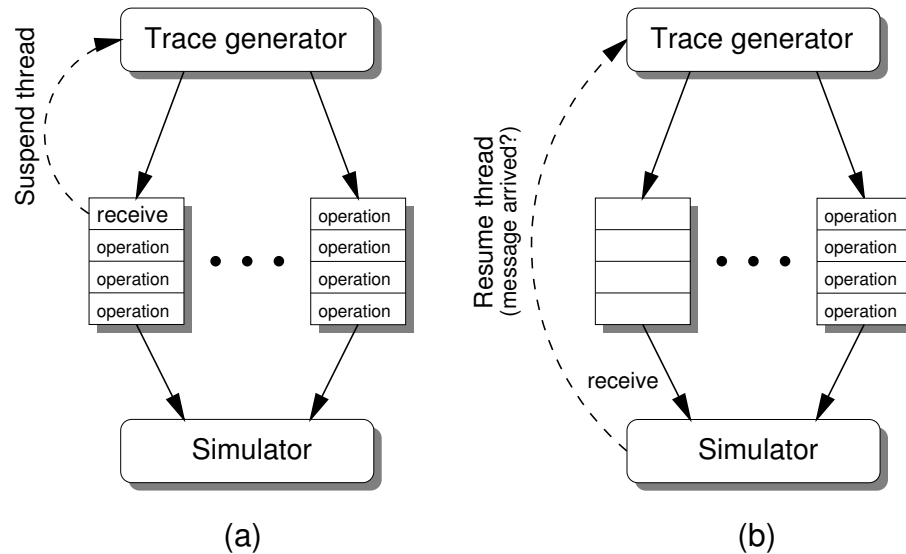 Trace generator
Suspend thread
receive
operation
operation
operation
operation
operation
operation
operation
Simulator
(a)
Trace generator
Resume thread
(message arrived?)
operation
operation
operation
operation
receive
Simulator
(b)